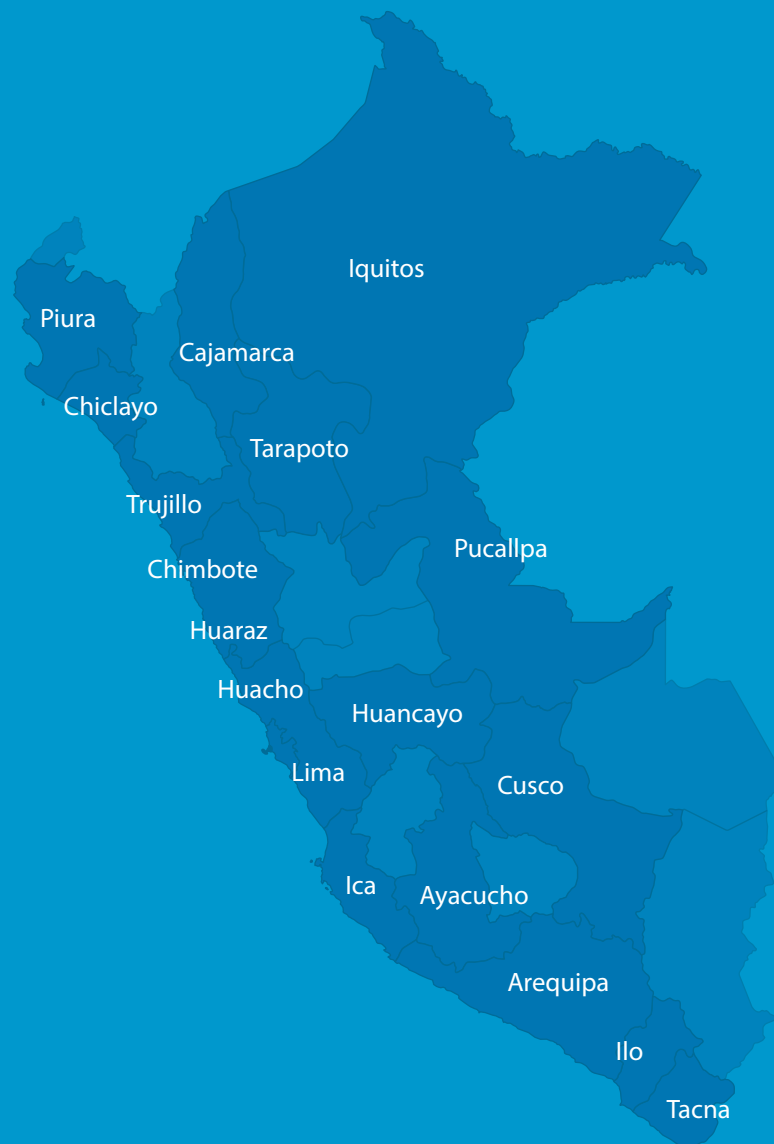 Iquitos
Piura
Cajamarca
Chiclayo
Tarapoto
Trujillo
Pucallpa
Chimbote
Huaraz
Huacho
Huancayo
Lima
Cusco
Ica
Ayacucho
Arequipa
Ilo
Tacna